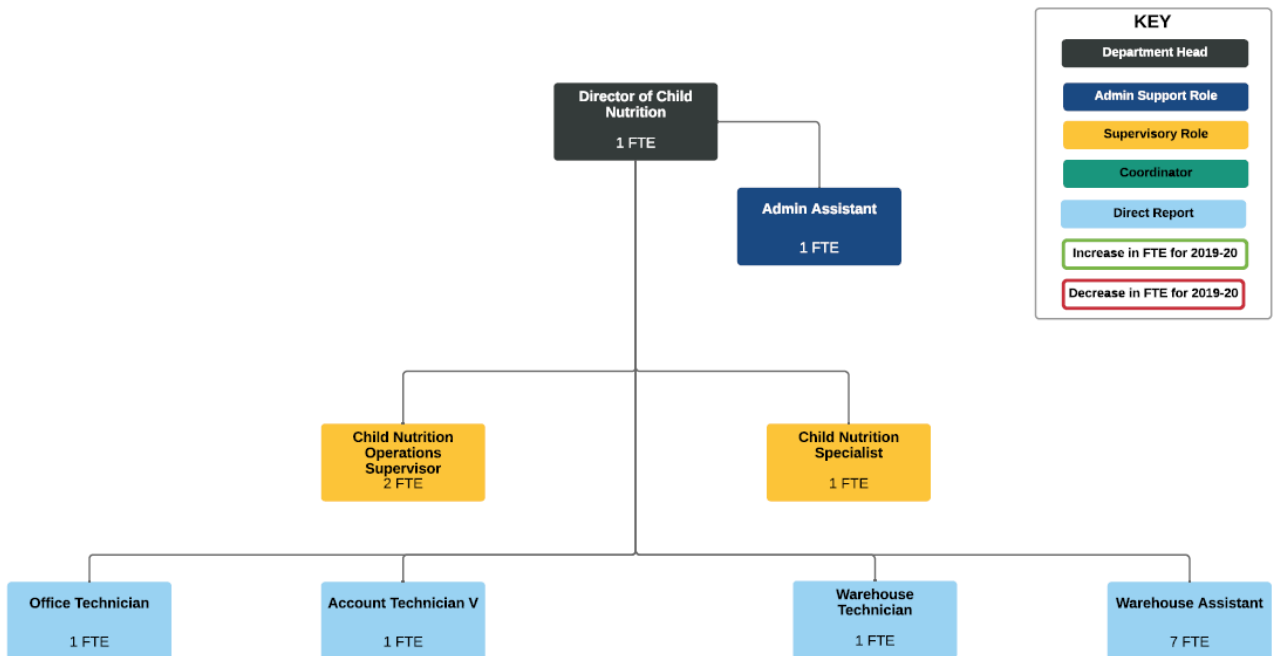 KEY
Department Head
Admin Support Role
Supervisory Role
Coordinator
Direct Report
Increase in FTE for 2019-20
Decrease in FTE for 2019-20
Director of Child
Nutrition
1 FTE
Admin Assistant
1 FTE
Child Nutrition
Operations
Supervisor
2 FTE
Child Nutrition
Specialist
1 FTE
Office Technician
1 FTE
Account Technician V
1 FTE
Warehouse
Technician
1 FTE
Warehouse Assistant
7 FTE